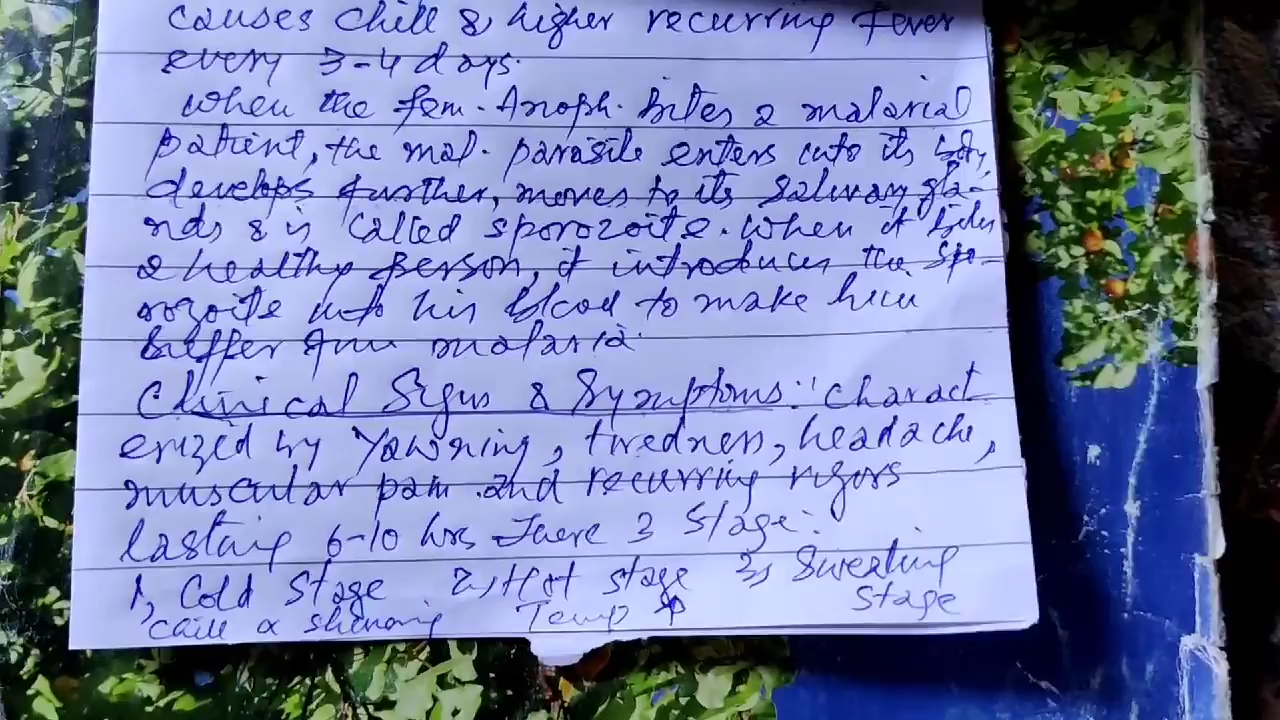 causes chill & higher recurring fever
every 3-4 days.
when the fem. Anoph. bites a malarial
patient, the mal. parasite enters into its body,
develops further, moves to its salivary gla-
nds & is called sporozoite. when it bites
a healthy person, it introduces the spo-
rozoite into his blood to make him
suffer from malaria.
Clinical Signs & Symptoms: charact
erized by Yawning, tiredness, headache,
muscular pain and recurring rigors
lasting 6-10 hrs There 3 Stage:
1, Cold Stage 2, Hot stage 3, Sweating
chill & shivering Temp ↑ Stage